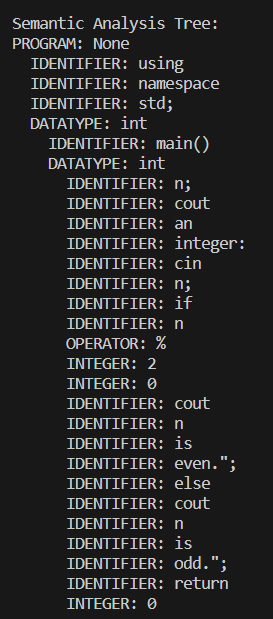 Semantic Analysis Tree:
PROGRAM: None
IDENTIFIER: using
IDENTIFIER: namespace
IDENTIFIER: std;
DATATYPE: int
IDENTIFIER: main()
DATATYPE: int
IDENTIFIER: n;
IDENTIFIER: cout
IDENTIFIER: an
IDENTIFIER: integer:
IDENTIFIER: cin
IDENTIFIER: n;
IDENTIFIER: if
IDENTIFIER: n
OPERATOR: %
INTEGER: 2
INTEGER: 0
IDENTIFIER: cout
IDENTIFIER: n
IDENTIFIER: is
IDENTIFIER: even.";
IDENTIFIER: else
IDENTIFIER: cout
IDENTIFIER: n
IDENTIFIER: is
IDENTIFIER: odd.";
IDENTIFIER: return
INTEGER: 0